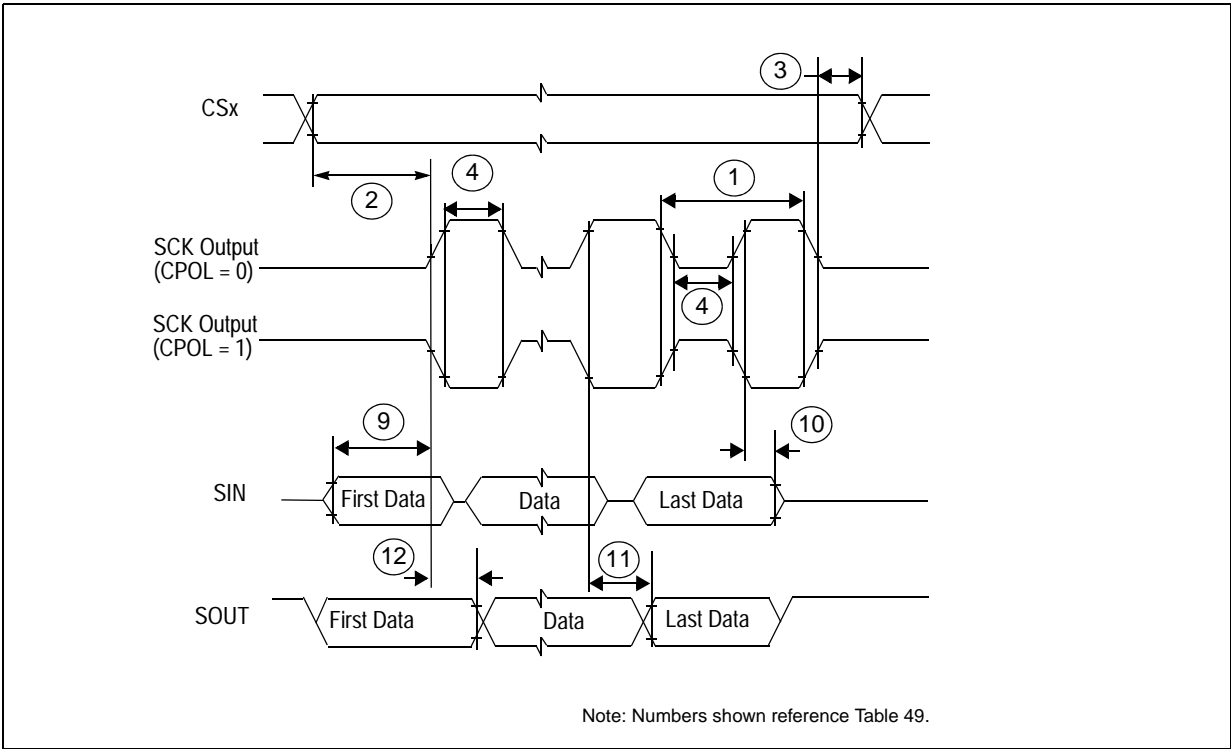 3
CSx
4
1
2
SCK Output
(CPOL = 0)
4
SCK Output
(CPOL = 1)
9
10
SIN
First Data
Data
Last Data
12
11
SOUT
First Data
Data
Last Data
Note: Numbers shown reference Table 49.